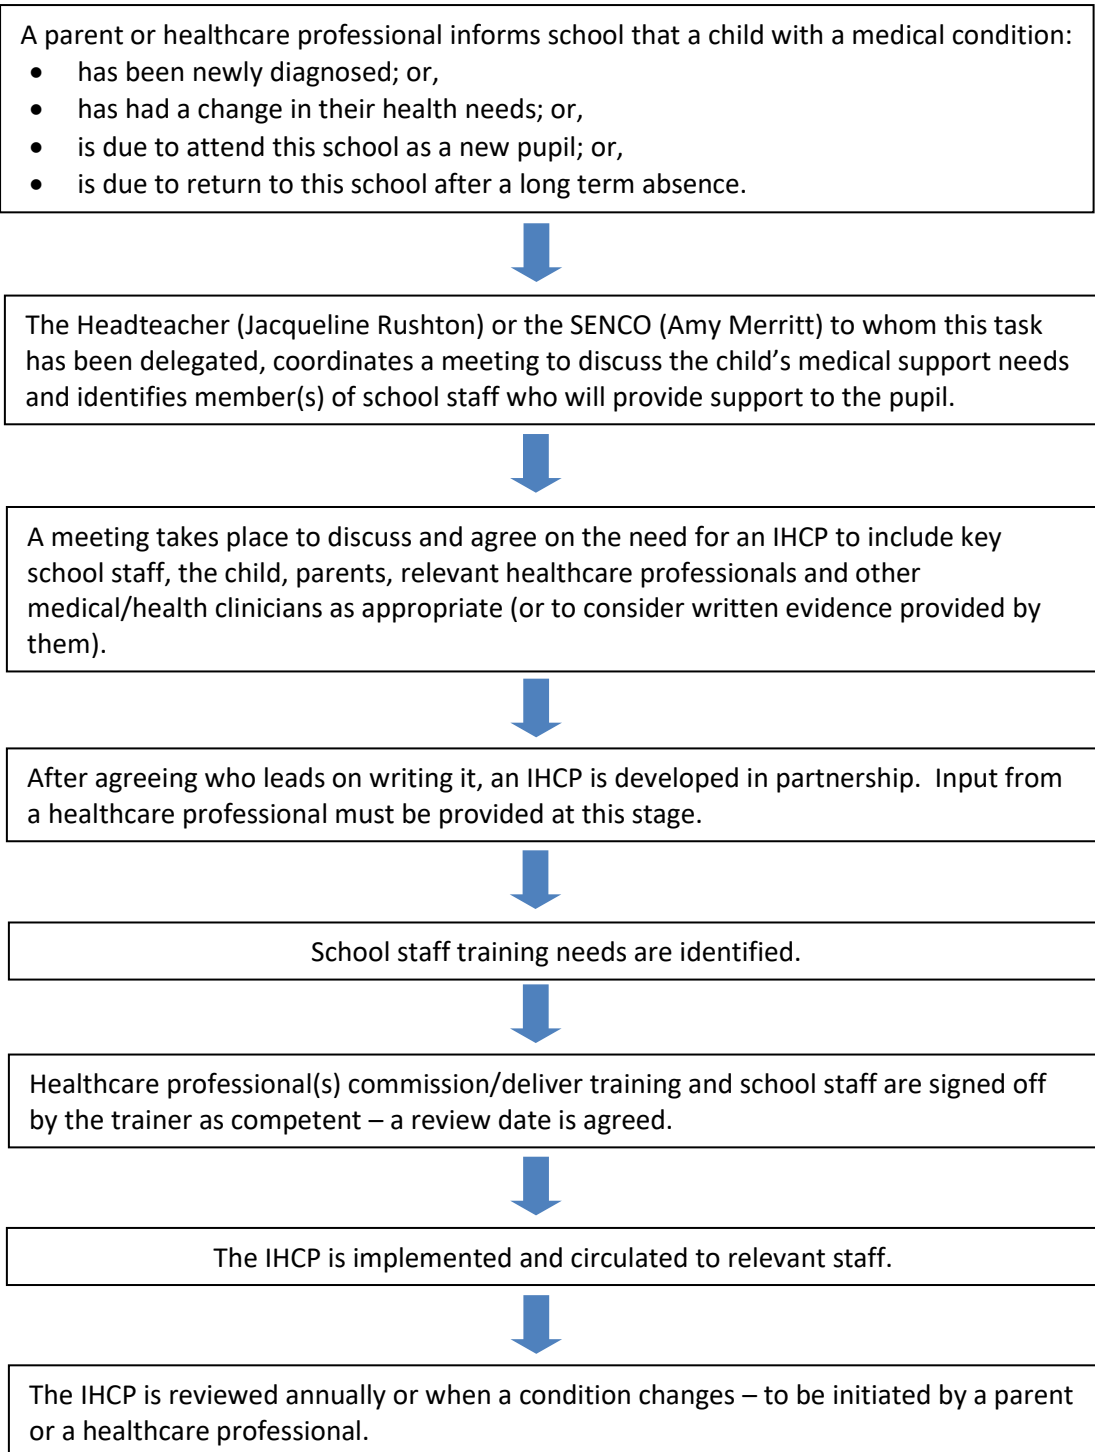 A parent or healthcare professional informs school that a child with a medical condition:
• has been newly diagnosed; or,
• has had a change in their health needs; or,
• is due to attend this school as a new pupil; or,
• is due to return to this school after a long term absence.
The Headteacher (Jacqueline Rushton) or the SENCO (Amy Merritt) to whom this task
has been delegated, coordinates a meeting to discuss the child’s medical support needs
and identifies member(s) of school staff who will provide support to the pupil.
A meeting takes place to discuss and agree on the need for an IHCP to include key
school staff, the child, parents, relevant healthcare professionals and other
medical/health clinicians as appropriate (or to consider written evidence provided by
them).
After agreeing who leads on writing it, an IHCP is developed in partnership.  Input from
a healthcare professional must be provided at this stage.
School staff training needs are identified.
Healthcare professional(s) commission/deliver training and school staff are signed off
by the trainer as competent – a review date is agreed.
The IHCP is implemented and circulated to relevant staff.
The IHCP is reviewed annually or when a condition changes – to be initiated by a parent
or a healthcare professional.